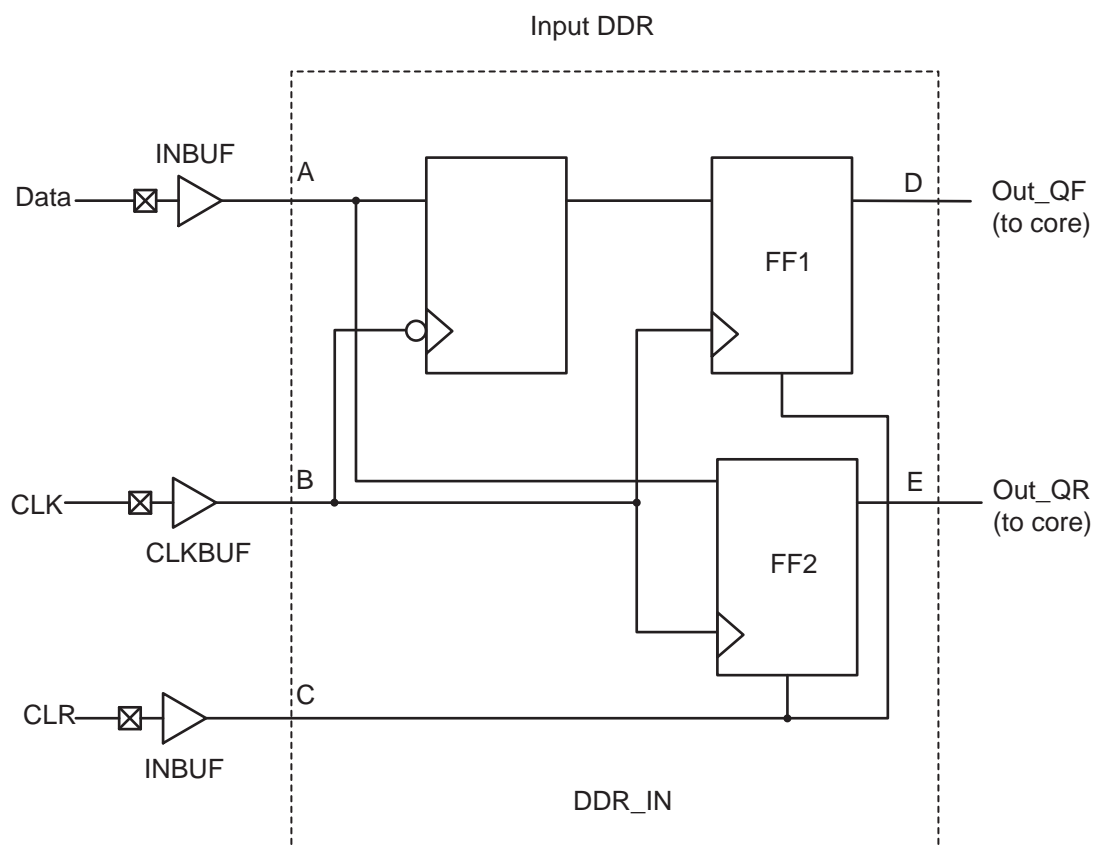 Input DDR
INBUF
A
D
Data
Out_QF
(to core)
FF1
B
E
CLK
Out_QR
(to core)
CLKBUF
FF2
C
CLR
INBUF
DDR_IN